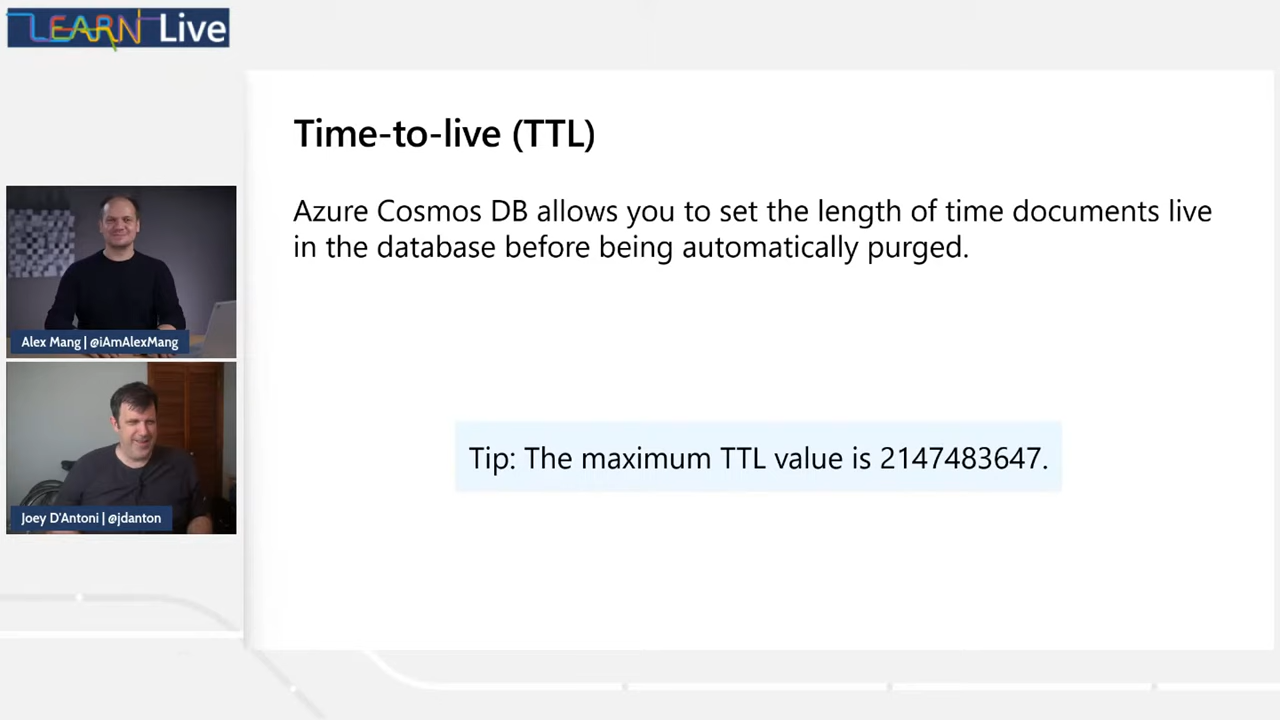 LEARN Live
Time-to-live (TTL)
Azure Cosmos DB allows you to set the length of time documents live
in the database before being automatically purged.
Alex Mang | @iAmAlexMang
Tip: The maximum TTL value is 2147483647.
Joey D'Antoni | @jdanton